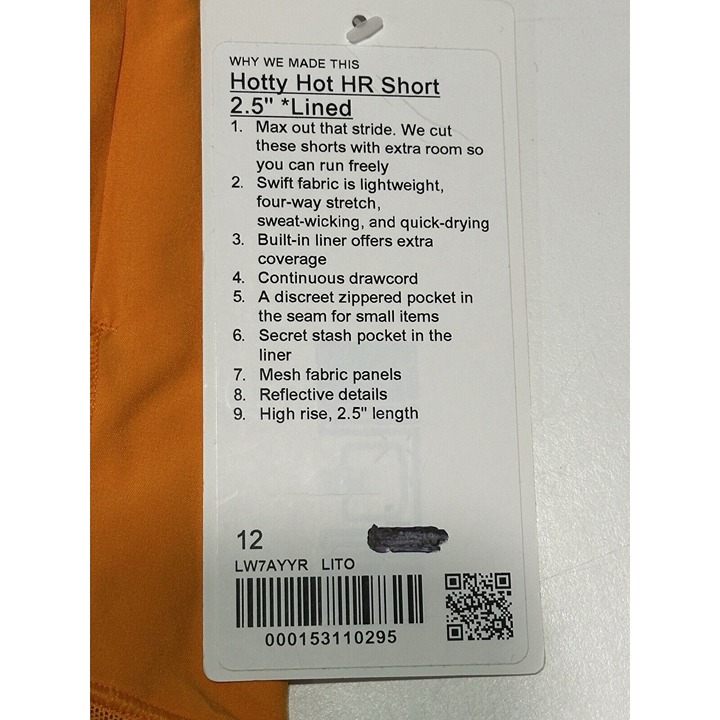 WHY WE MADE THIS
Hotty Hot HR Short
2.5" *Lined
1. Max out that stride. We cut
these shorts with extra room so
you can run freely
2. Swift fabric is lightweight,
four-way stretch,
sweat-wicking, and quick-drying
3. Built-in liner offers extra
coverage
4. Continuous drawcord
5. A discreet zippered pocket in
the seam for small items
6. Secret stash pocket in the
liner
7. Mesh fabric panels
8. Reflective details
9. High rise, 2.5" length
12
LW7AYYR LITO
000153110295